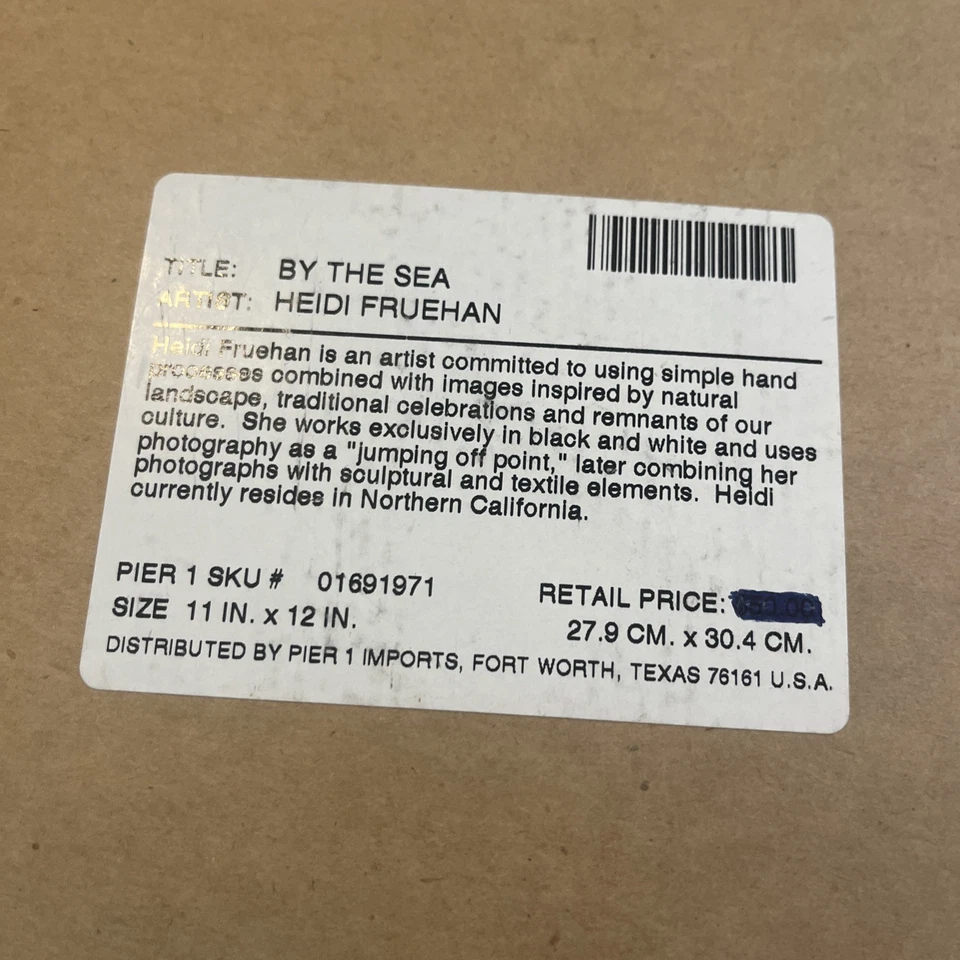 TITLE: BY THE SEA
ARTIST: HEIDI FRUEHAN
Heidi Fruehan is an artist committed to using simple hand
processes combined with images inspired by natural
landscape, traditional celebrations and remnants of our
culture. She works exclusively in black and white and uses
photography as a "jumping off point," later combining her
photographs with sculptural and textile elements. Heidi
currently resides in Northern California.
PIER 1 SKU # 01691971
RETAIL PRICE:
SIZE 11 IN. x 12 IN.
27.9 CM. x 30.4 CM.
DISTRIBUTED BY PIER 1 IMPORTS, FORT WORTH, TEXAS 76161 U.S.A.